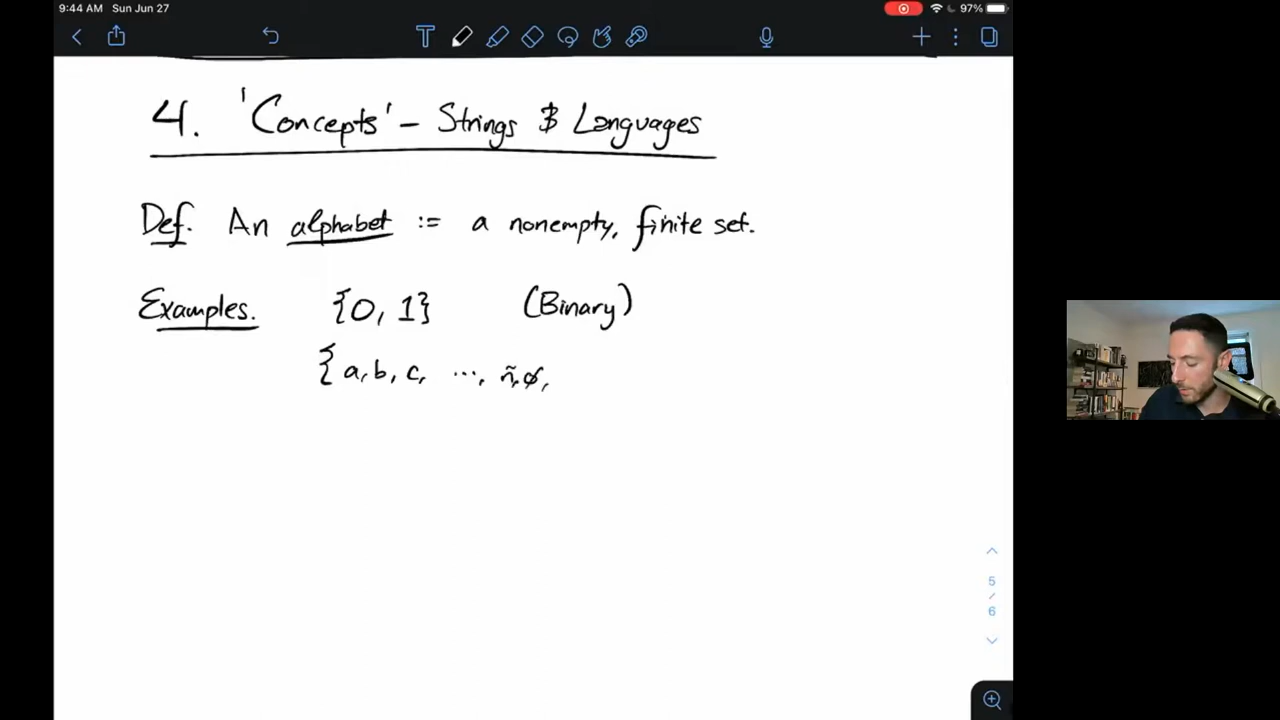 9:44 AM Sun Jun 27
97%
4. 'Concepts' – Strings & Languages
Def. An alphabet := a nonempty, finite set.
Examples. {0, 1} (Binary)
{a, b, c, ..., ñ, ø,
5
/
6